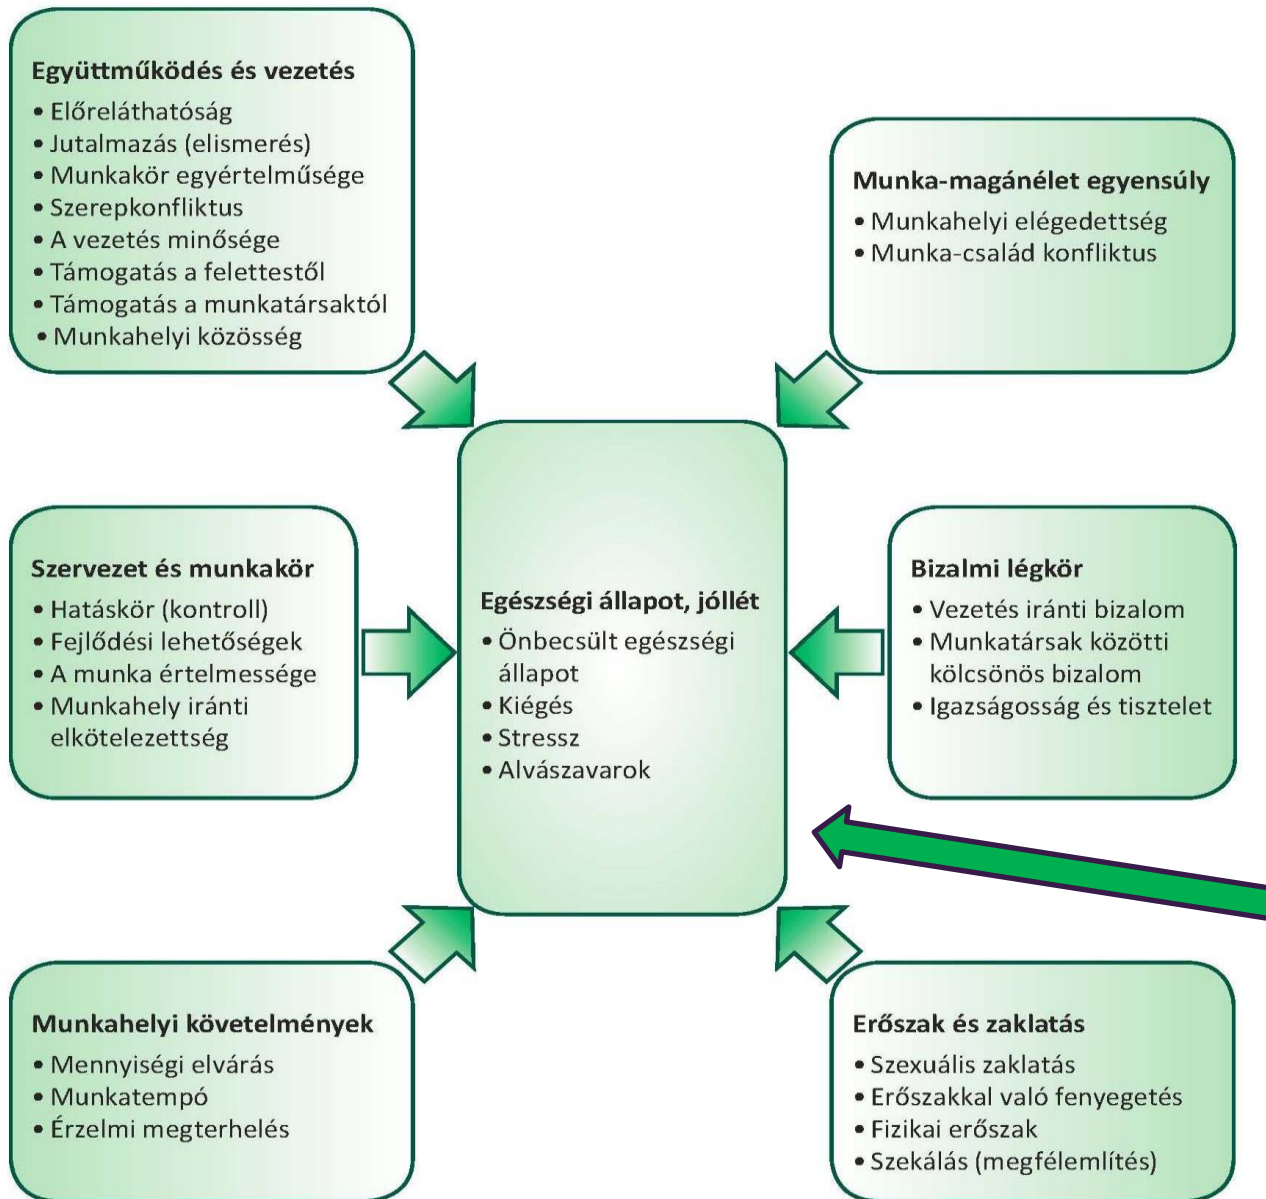 Együttműködés és vezetés
• Előreláthatóság
• Jutalmazás (elismerés)
• Munkakör egyértelműsége
• Szerepkonfliktus
• A vezetés minősége
• Támogatás a felettestől
• Támogatás a munkatársaktól
• Munkahelyi közösség
Munka-magánélet egyensúly
• Munkahelyi elégedettség
• Munka-család konfliktus
Szervezet és munkakör
• Hatáskör (kontroll)
• Fejlődési lehetőségek
• A munka értelmessége
• Munkahely iránti
elkötelezettség
Egészségi állapot, jóllét
• Önbecsült egészségi
állapot
• Kiégés
• Stressz
• Alvászavarok
Bizalmi légkör
• Vezetés iránti bizalom
• Munkatársak közötti
kölcsönös bizalom
• Igazságosság és tisztelet
Munkahelyi követelmények
• Mennyiségi elvárás
• Munkatempó
• Érzelmi megterhelés
Erőszak és zaklatás
• Szexuális zaklatás
• Erőszakkal való fenyegetés
• Fizikai erőszak
• Szekálás (megfélemlítés)